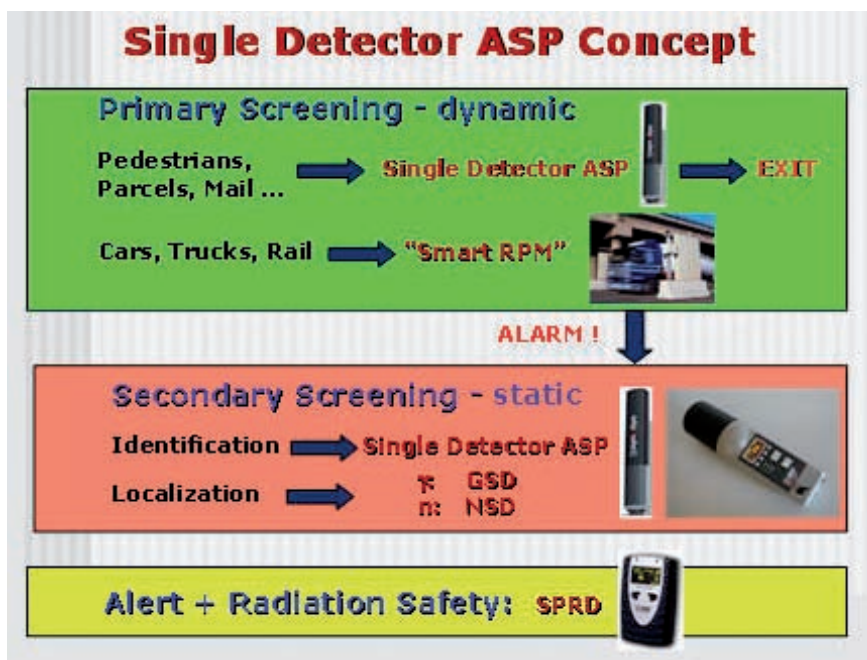 Single Detector ASP Concept
Primary Screening - dynamic
Pedestrians,
Parcels, Mail ...
Single Detector ASP
EXIT
Cars, Trucks, Rail
"Smart RPM"
ALARM !
Secondary Screening - static
Identification
Single Detector ASP
Localization
γ: GSD
n: NSD
Alert + Radiation Safety: SPRD